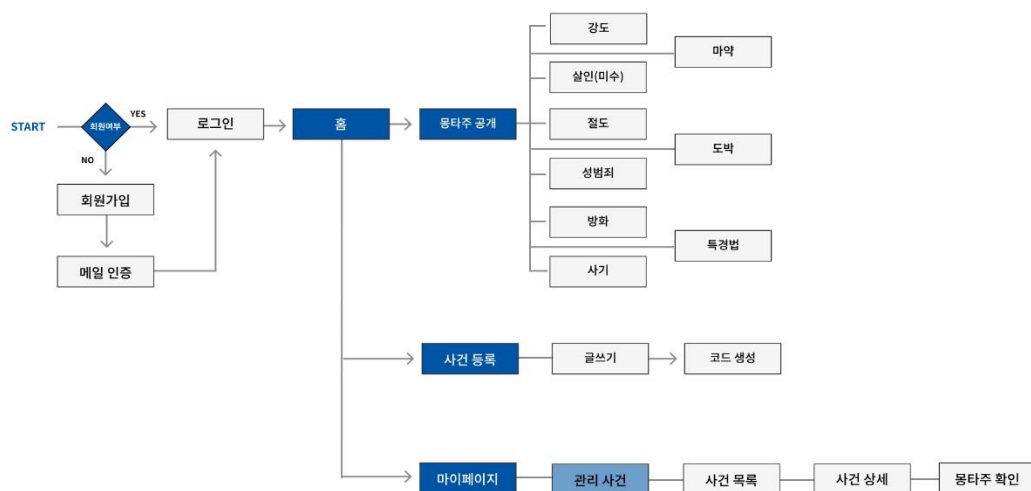 START
회원여부
YES
NO
로그인
회원가입
메일 인증
홈
몽타주 공개
강도
마약
살인(미수)
절도
도박
성범죄
방화
특경법
사기
사건 등록
글쓰기
코드 생성
마이페이지
관리 사건
사건 목록
사건 상세
몽타주 확인